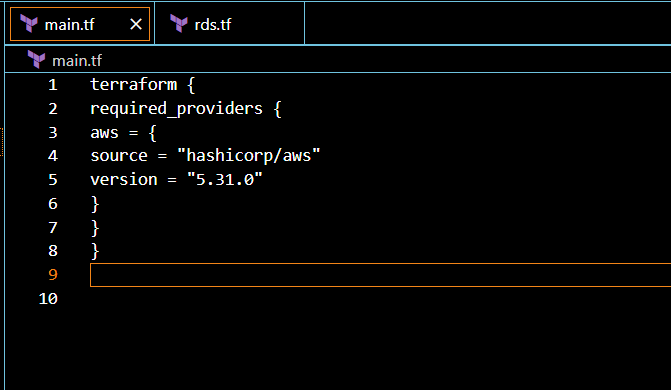 main.tf × rds.tf
main.tf
1 terraform {
2 required_providers {
3 aws = {
4 source = "hashicorp/aws"
5 version = "5.31.0"
6 }
7 }
8 }
9
10